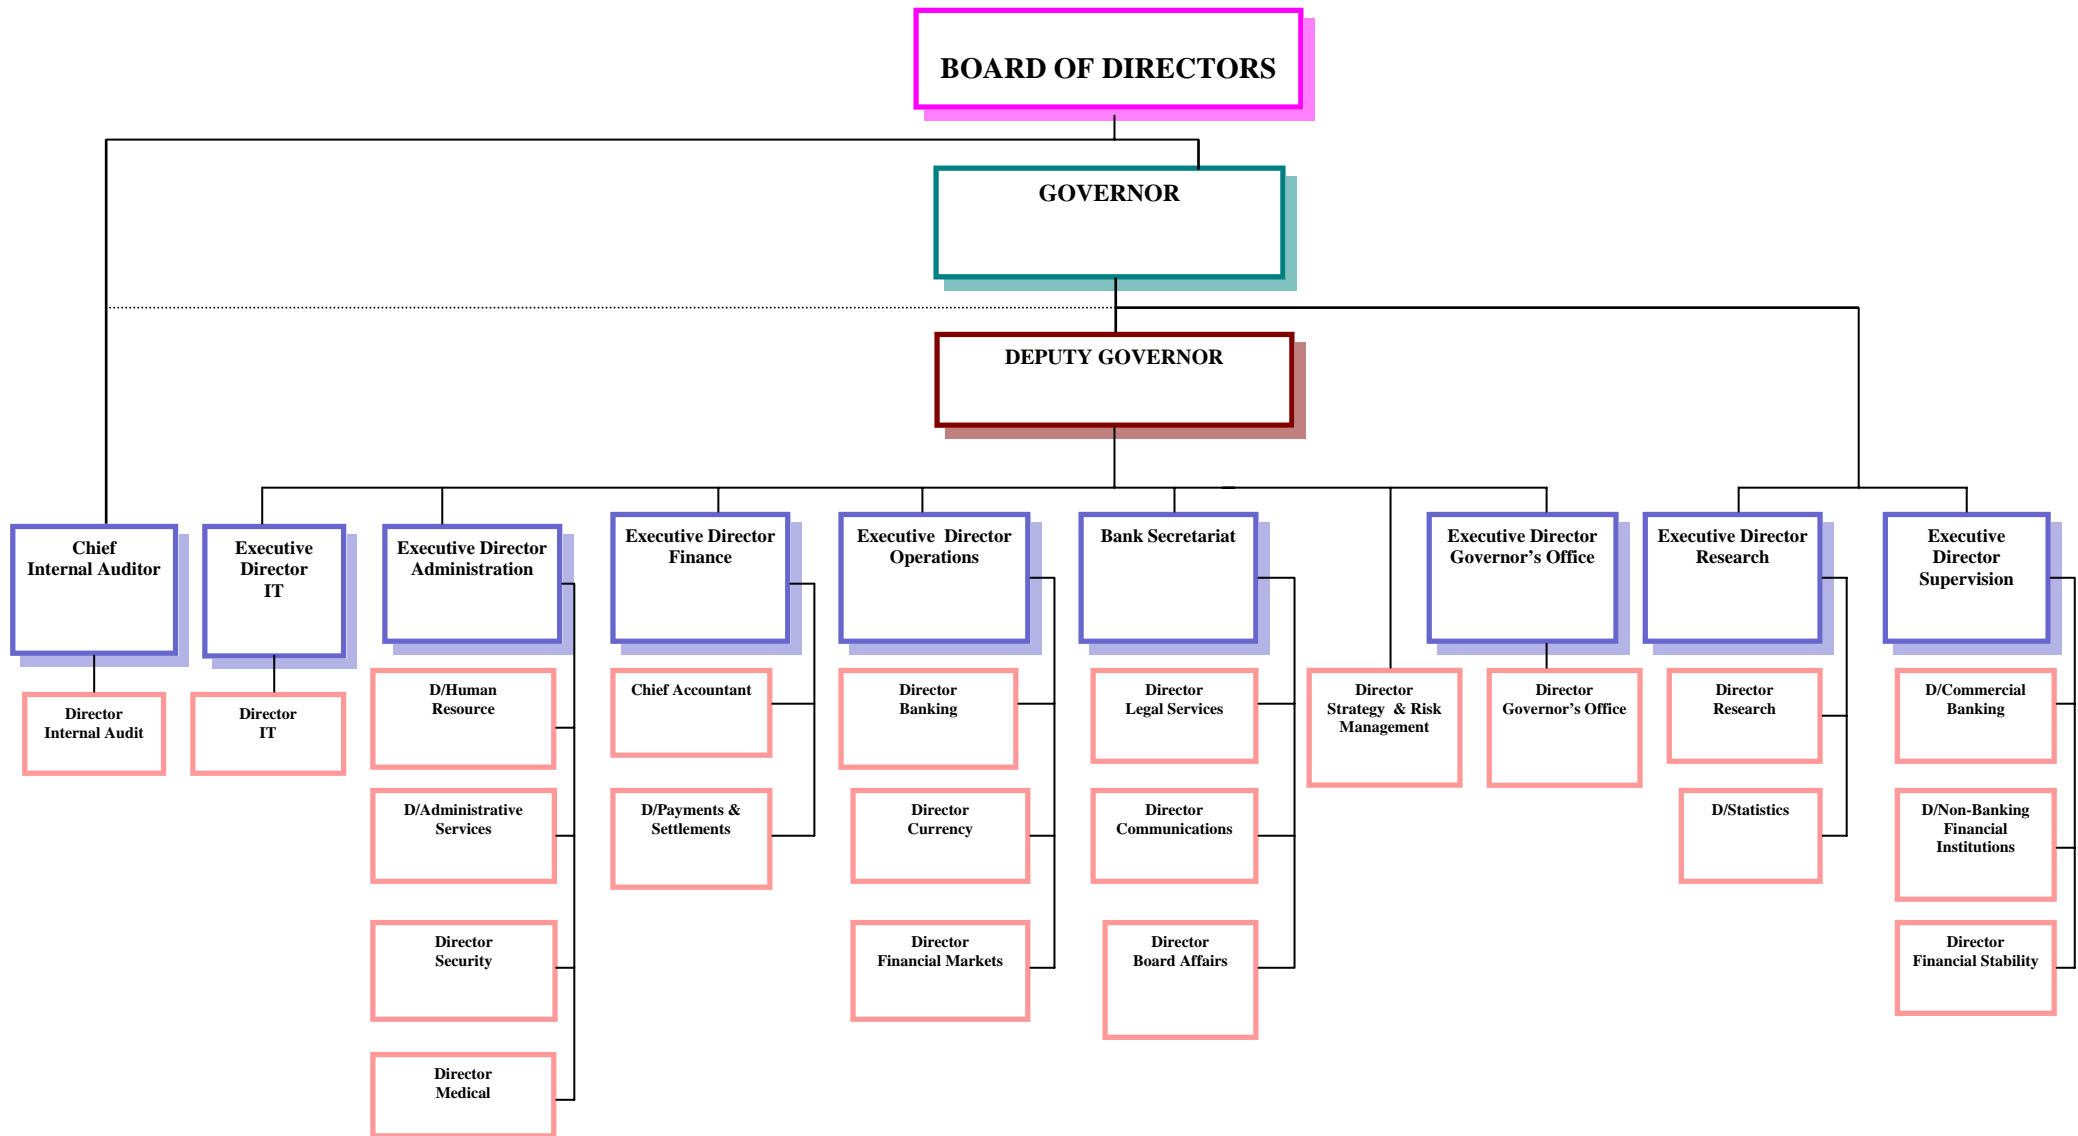 BOARD OF DIRECTORS
GOVERNOR
DEPUTY GOVERNOR
Chief
Internal Auditor
Executive
Director
IT
Executive Director
Administration
Executive Director
Finance
Executive Director
Operations
Bank Secretariat
Executive Director
Governor’s Office
Executive Director
Research
Executive
Director
Supervision
Director
Internal Audit
Director
IT
D/Human
Resource
Chief Accountant
Director
Banking
Director
Legal Services
Director
Strategy & Risk
Management
Director
Governor’s Office
Director
Research
D/Commercial
Banking
D/Administrative
Services
D/Payments &
Settlements
Director
Currency
Director
Communications
D/Statistics
D/Non-Banking
Financial
Institutions
Director
Security
Director
Financial Markets
Director
Board Affairs
Director
Financial Stability
Director
Medical